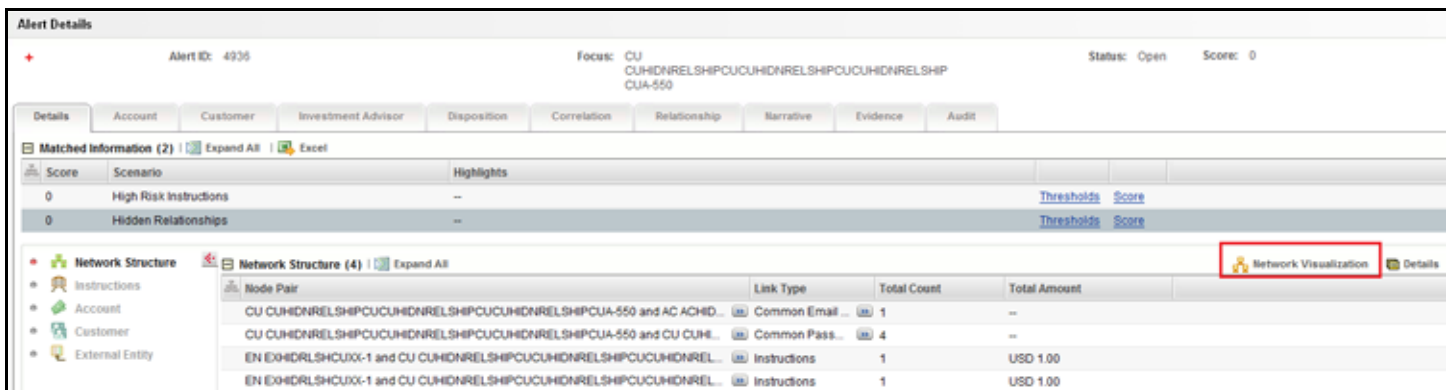 Alert Details
Alert ID: 4936 Focus: CU Status: Open Score: 0
CUHIDNRELSHIPCUCUHIDNRELSHIPCUCUHIDNRELSHIP
CUA-550
Details Account Customer Investment Advisor Disposition Correlation Relationship Narrative Evidence Audit
Matched Information (2) | Expand All | Excel
Score Scenario Highlights
0 High Risk Instructions -- Thresholds Score
0 Hidden Relationships -- Thresholds Score
Network Structure Network Structure (4) | Expand All Network Visualization Details
Instructions Node Pair Link Type Total Count Total Amount
Account CU CUHIDNRELSHIPCUCUHIDNRELSHIPCUCUHIDNRELSHIPCUA-550 and AC ACHID... Common Email ... 1 --
Customer CU CUHIDNRELSHIPCUCUHIDNRELSHIPCUCUHIDNRELSHIPCUA-550 and CU CUHI... Common Pass... 4 --
External Entity EN EXHIDRLSHCUXX-1 and CU CUHIDNRELSHIPCUCUHIDNRELSHIPCUCUHIDNREL... Instructions 1 USD 1.00
EN EXHIDRLSHCUXX-1 and CU CUHIDNRELSHIPCUCUHIDNRELSHIPCUCUHIDNREL... Instructions 1 USD 1.00